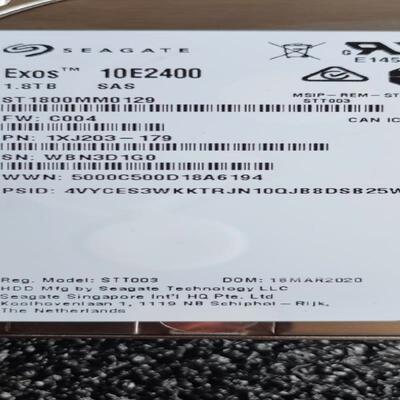 SEAGATE
Exos™ 10E2400
1.8TB SAS
ST1800MM0129
FW: C004
PN: 1XJ203-179
SN: WBN3D1G0
WWN: 5000C500D18A6194
PSID: 4VYCES3WKKTRJN10QJB8DSB25W
E145
MSIP-REM-ST
STT003
CAN IC
Reg. Model: STT003 DOM: 18MAR2020
HDD Mfg by Seagate Technology LLC
Seagate Singapore Int'l HQ Pte. Ltd
Koolhovenlaan 1, 1119 NB Schiphol-Rijk,
The Netherlands